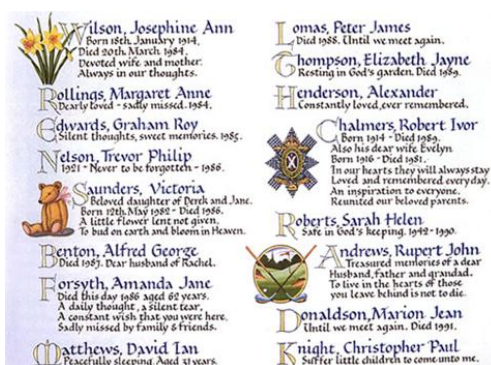 Wilson, Josephine Ann
Born 18th January 1914,
Died 20th March 1984.
Devoted wife and mother.
Always in our thoughts.
Rollings, Margaret Anne
Dearly loved - sadly missed. 1984.
Edwards, Graham Roy
Silent thoughts, sweet memories. 1985.
Nelson, Trevor Philip
1921 - Never to be forgotten - 1986.
Saunders, Victoria
Beloved daughter of Derek and Jane.
Born 12th May 1982 - Died 1986.
A little flower lent not given,
To bud on earth and bloom in Heaven.
Benton, Alfred George
Died 1987. Dear husband of Rachel.
Forsyth, Amanda Jane
Died this day 1986 aged 62 years.
A daily thought, a silent tear,
A constant wish that you were here.
Sadly missed by family & friends.
Matthews, David Ian
Peacefully sleeping. Aged 31 years.
Lomas, Peter James
Died 1988. Until we meet again.
Thompson, Elizabeth Jayne
Resting in God's garden. Died 1989.
Henderson, Alexander
Constantly loved, ever remembered.
Chalmers, Robert Ivor
Born 1914 - Died 1989.
Also his dear wife Evelyn
Born 1916 - Died 1981.
In our hearts they will always stay
Loved and remembered every day.
An inspiration to everyone.
Reunited our beloved parents.
Roberts, Sarah Helen
Safe in God's keeping. 1942-1990.
Andrews, Rupert John
Treasured memories of a dear
Husband, father and grandad.
To live in the hearts of those
you leave behind is not to die.
Donaldson, Marion Jean
Until we meet again. Died 1991.
Knight, Christopher Paul
Suffer little children to come unto me.